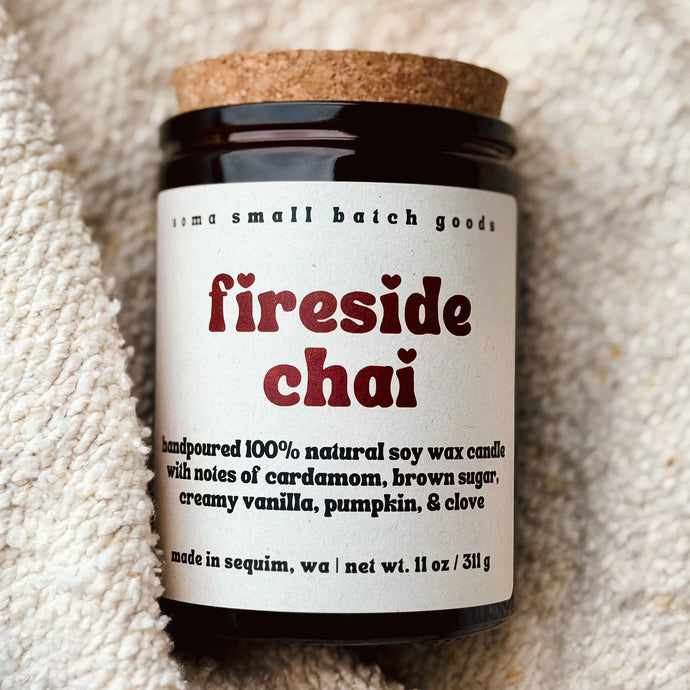 soma small batch goods
fireside
chai
handpoured 100% natural soy wax candle
with notes of cardamom, brown sugar,
creamy vanilla, pumpkin, & clove
made in sequim, wa | net wt. 11 oz / 311 g